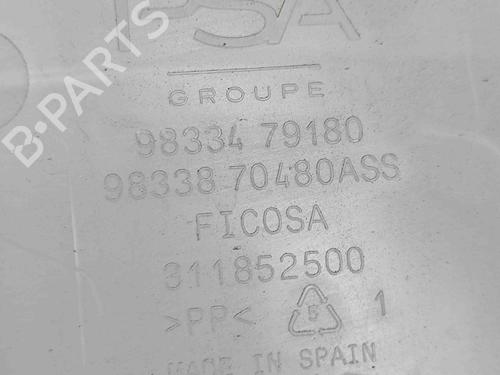 PSA
GROUPE
98334 79180
98338 70480ASS
FICOSA
311852500
>PP< 5 1
MADE IN SPAIN
B-PARTS